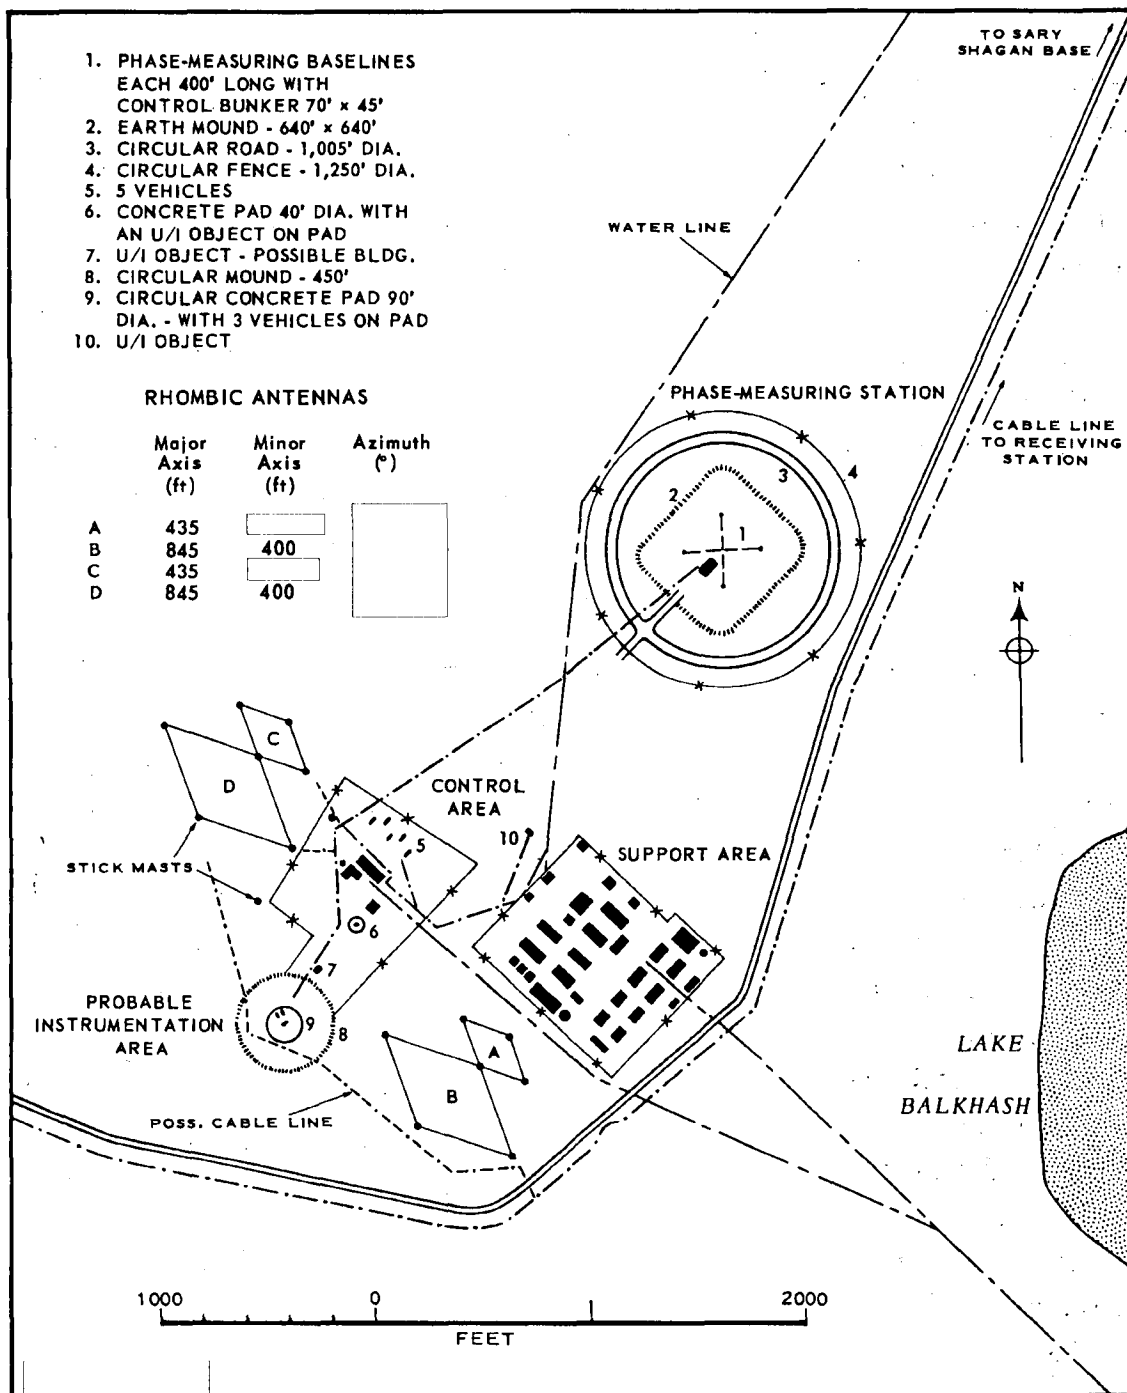 1. PHASE-MEASURING BASELINES
EACH 400' LONG WITH
CONTROL BUNKER 70' x 45'
2. EARTH MOUND - 640' x 640'
3. CIRCULAR ROAD - 1,005' DIA.
4. CIRCULAR FENCE - 1,250' DIA.
5. 5 VEHICLES
6. CONCRETE PAD 40' DIA. WITH
AN U/I OBJECT ON PAD
7. U/I OBJECT - POSSIBLE BLDG.
8. CIRCULAR MOUND - 450'
9. CIRCULAR CONCRETE PAD 90'
DIA. - WITH 3 VEHICLES ON PAD
10. U/I OBJECT
RHOMBIC ANTENNAS
Major Axis (ft) Minor Axis (ft) Azimuth (°)
A 435
B 845 400
C 435
D 845 400
TO SARY
SHAGAN BASE
WATER LINE
PHASE-MEASURING STATION
CABLE LINE
TO RECEIVING
STATION
1
2
3
4
N
C
D
CONTROL
AREA
10
5
SUPPORT AREA
STICK MASTS
6
7
PROBABLE
INSTRUMENTATION
AREA
9
8
A
B
POSS. CABLE LINE
LAKE
BALKHASH
1000 0 2000
FEET